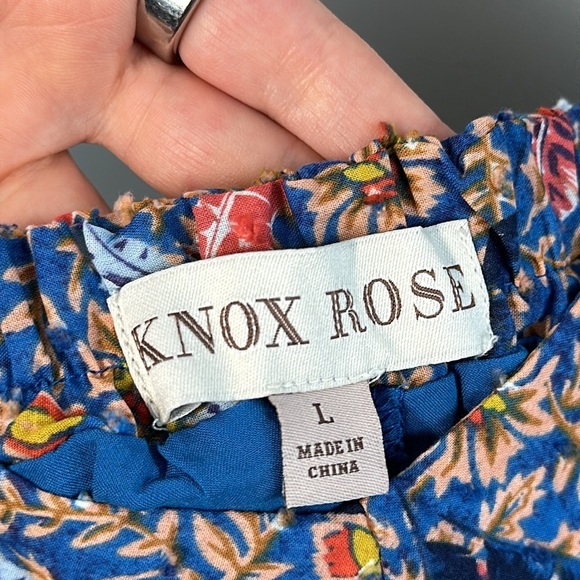 KNOX ROSE
L
MADE IN
CHINA